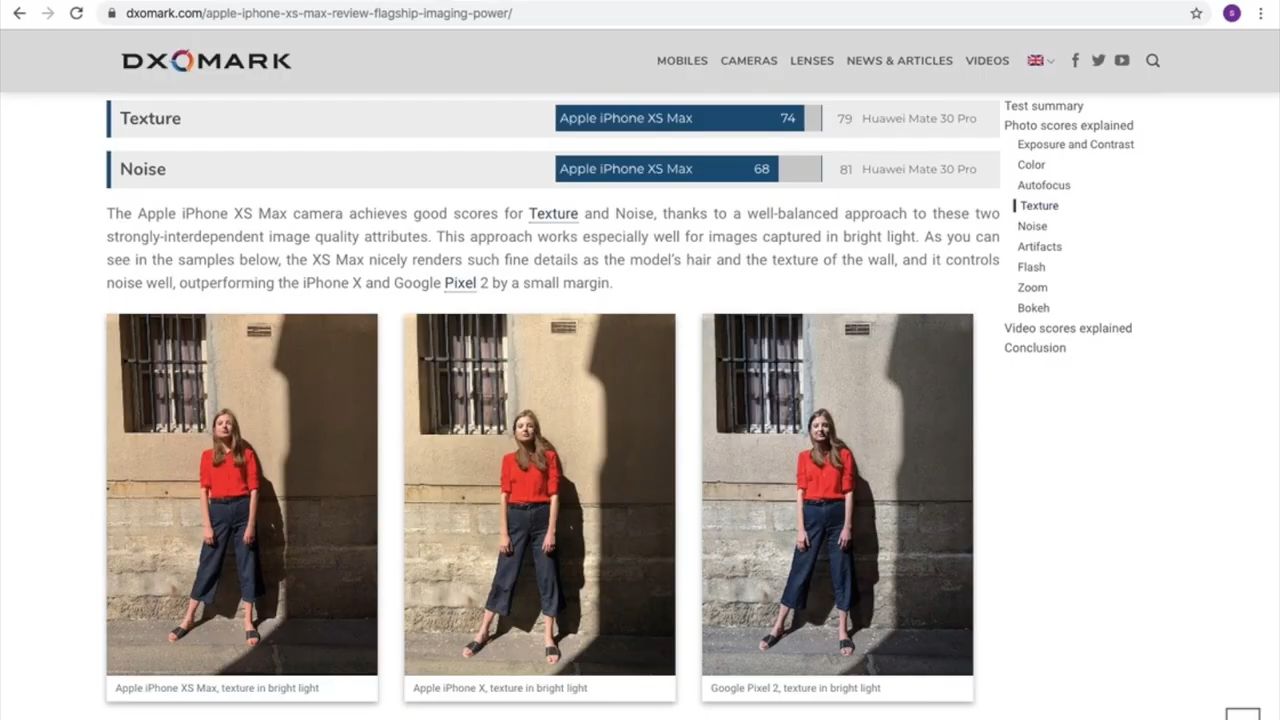 dxomark.com/apple-iphone-xs-max-review-flagship-imaging-power/
S
DXOMARK
MOBILES CAMERAS LENSES NEWS & ARTICLES VIDEOS
Texture Apple iPhone XS Max 74 79 Huawei Mate 30 Pro
Noise Apple iPhone XS Max 68 81 Huawei Mate 30 Pro
The Apple iPhone XS Max camera achieves good scores for Texture and Noise, thanks to a well-balanced approach to these two
strongly-interdependent image quality attributes. This approach works especially well for images captured in bright light. As you can
see in the samples below, the XS Max nicely renders such fine details as the model's hair and the texture of the wall, and it controls
noise well, outperforming the iPhone X and Google Pixel 2 by a small margin.
Apple iPhone XS Max, texture in bright light
Apple iPhone X, texture in bright light
Google Pixel 2, texture in bright light
Test summary
Photo scores explained
Exposure and Contrast
Color
Autofocus
Texture
Noise
Artifacts
Flash
Zoom
Bokeh
Video scores explained
Conclusion